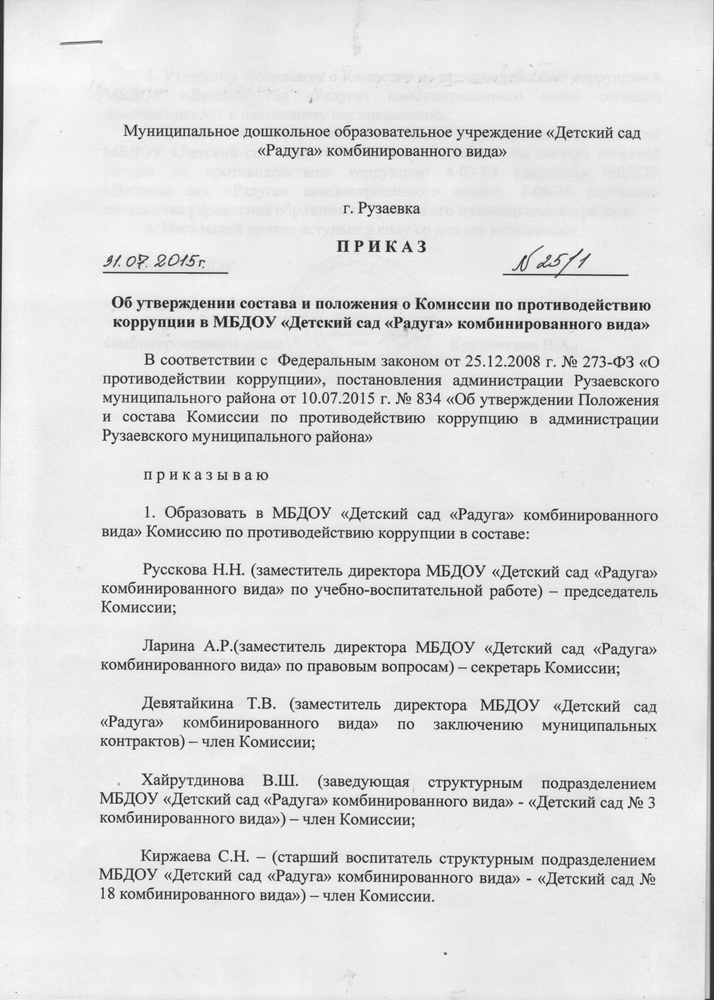 Муниципальное дошкольное образовательное учреждение «Детский сад
«Радуга» комбинированного вида»
г. Рузаевка
П Р И К А З
31.07.2015г.
N 25/1
Об утверждении состава и положения о Комиссии по противодействию
коррупции в МБДОУ «Детский сад «Радуга» комбинированного вида»
В соответствии с Федеральным законом от 25.12.2008 г. № 273-ФЗ «О
противодействии коррупции», постановления администрации Рузаевского
муниципального района от 10.07.2015 г. № 834 «Об утверждении Положения
и состава Комиссии по противодействию коррупцию в администрации
Рузаевского муниципального района»
п р и к а з ы в а ю
1. Образовать в МБДОУ «Детский сад «Радуга» комбинированного
вида» Комиссию по противодействию коррупции в составе:
Русскова Н.Н. (заместитель директора МБДОУ «Детский сад «Радуга»
комбинированного вида» по учебно-воспитательной работе) – председатель
Комиссии;
Ларина А.Р.(заместитель директора МБДОУ «Детский сад «Радуга»
комбинированного вида» по правовым вопросам) – секретарь Комиссии;
Девятайкина Т.В. (заместитель директора МБДОУ «Детский сад
«Радуга» комбинированного вида» по заключению муниципальных
контрактов) – член Комиссии;
Хайрутдинова В.Ш. (заведующая структурным подразделением
МБДОУ «Детский сад «Радуга» комбинированного вида» - «Детский сад № 3
комбинированного вида») – член Комиссии;
Киржаева С.Н. – (старший воспитатель структурным подразделением
МБДОУ «Детский сад «Радуга» комбинированного вида» - «Детский сад №
18 комбинированного вида») – член Комиссии.